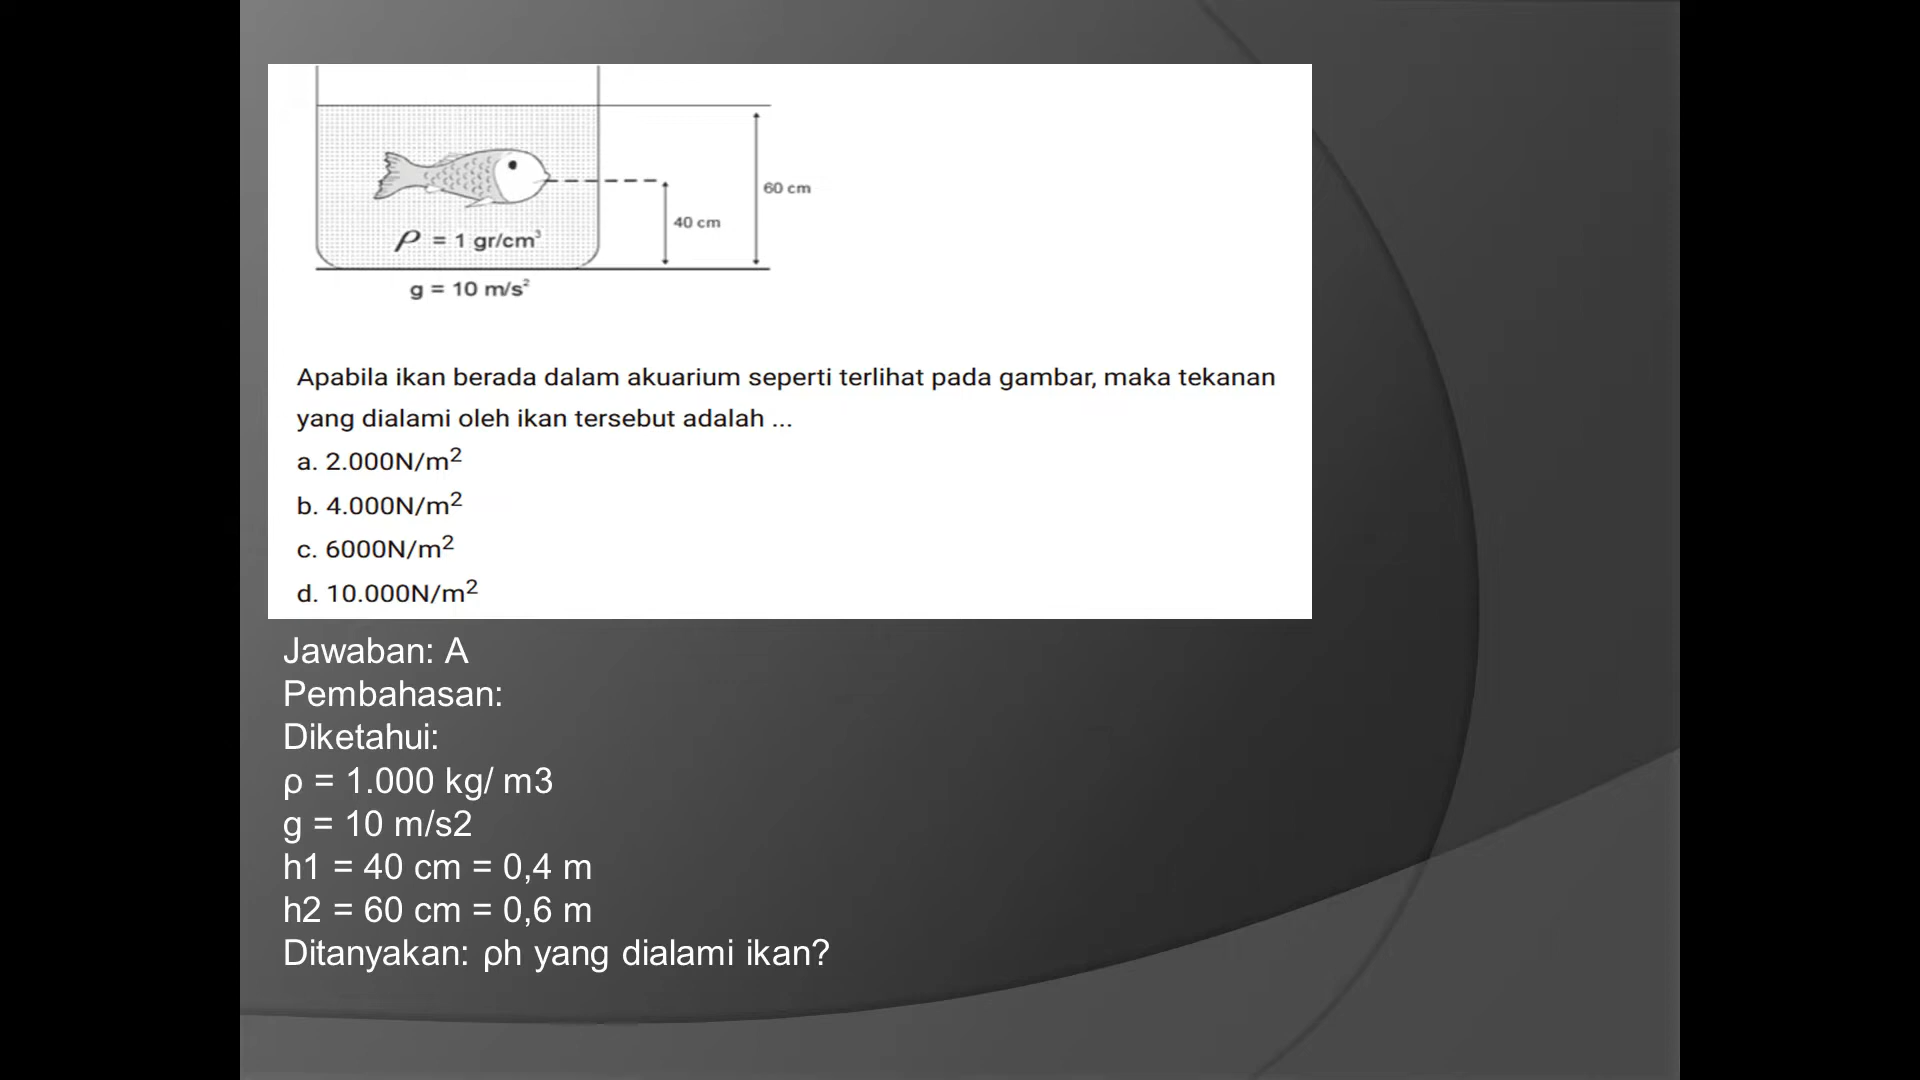 60 cm
40 cm
ρ = 1 gr/cm³
g = 10 m/s²
Apabila ikan berada dalam akuarium seperti terlihat pada gambar, maka tekanan
yang dialami oleh ikan tersebut adalah ...
a. 2.000N/m²
b. 4.000N/m²
c. 6000N/m²
d. 10.000N/m²
Jawaban: A
Pembahasan:
Diketahui:
ρ = 1.000 kg/ m3
g = 10 m/s2
h1 = 40 cm = 0,4 m
h2 = 60 cm = 0,6 m
Ditanyakan: ρh yang dialami ikan?